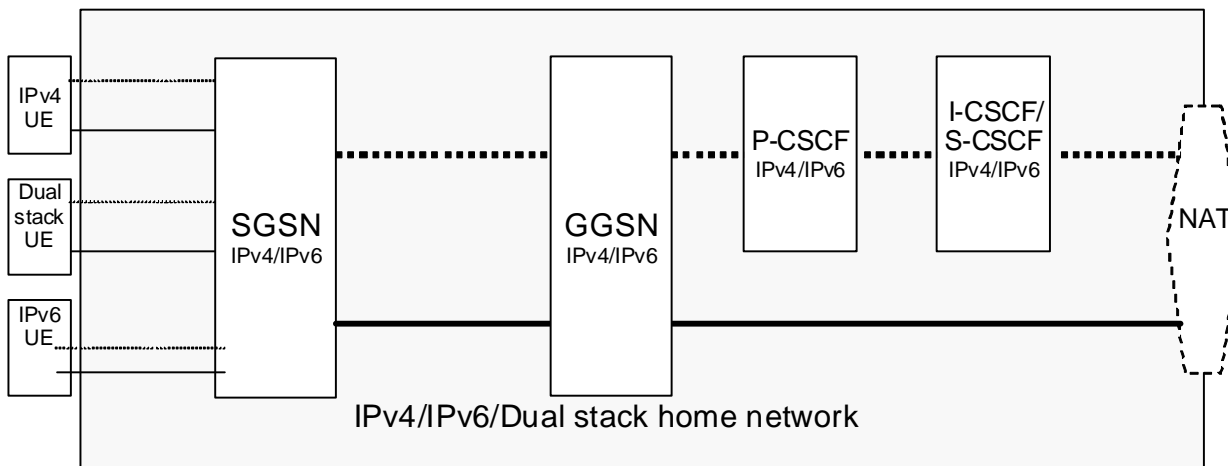 IPv4
UE
Dual
stack
UE
IPv6
UE
SGSN
IPv4/IPv6
GGSN
IPv4/IPv6
P-CSCF
IPv4/IPv6
I-CSCF/
S-CSCF
IPv4/IPv6
NAT
IPv4/IPv6/Dual stack home network